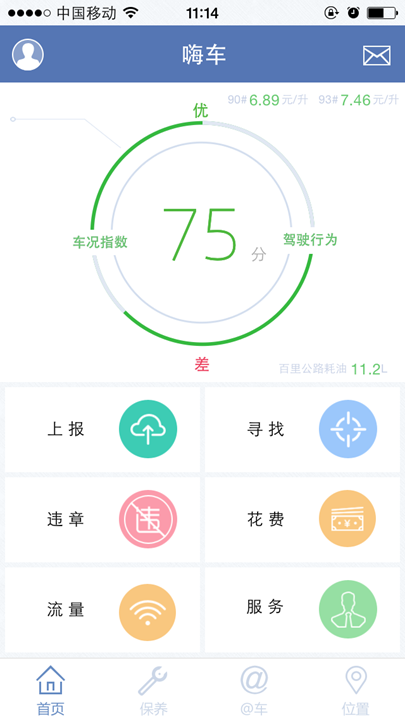 中国移动 11:14
嗨车
90# 6.89 元/升 93# 7.46 元/升
优
车况指数 75 分 驾驶行为
差
百里公路耗油 11.2L
上报 寻找
违章 花费
违
流量 服务
首页 保养 @车 位置